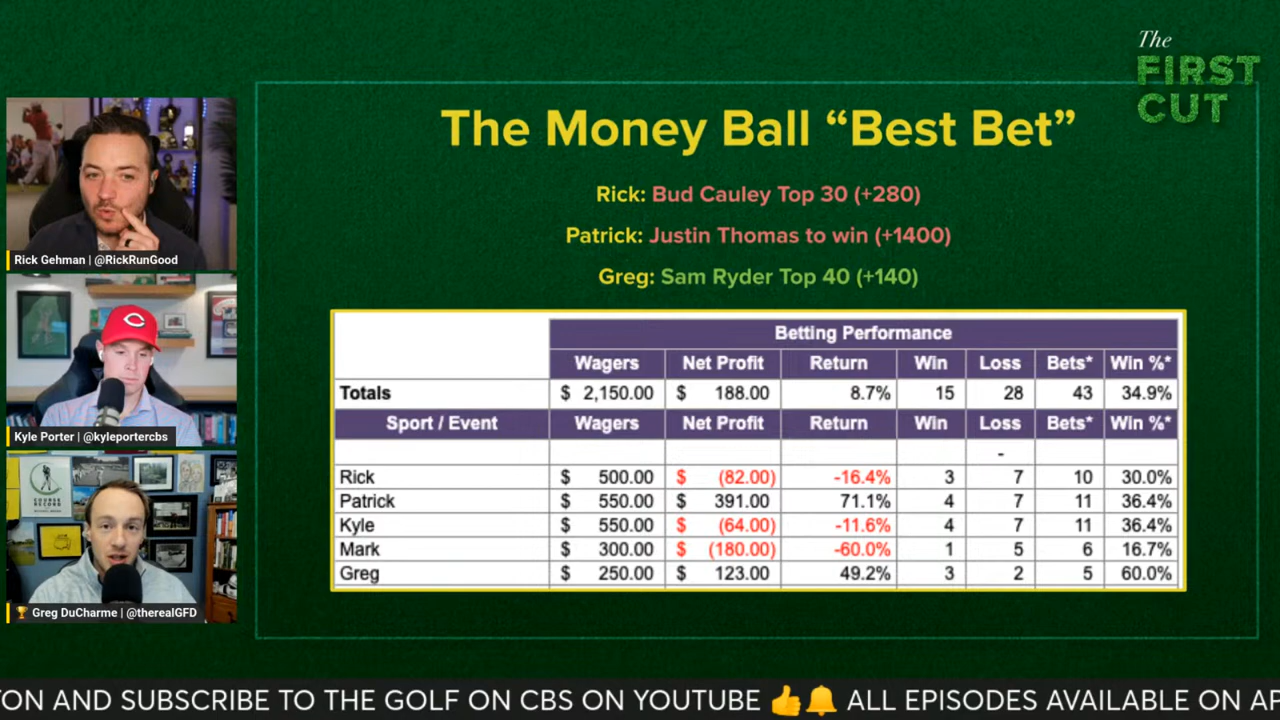 The
FIRST
CUT
The Money Ball “Best Bet”
Rick: Bud Cauley Top 30 (+280)
Patrick: Justin Thomas to win (+1400)
Greg: Sam Ryder Top 40 (+140)
Betting Performance
Wagers Net Profit Return Win Loss Bets* Win %*
Totals $ 2,150.00 $ 188.00 8.7% 15 28 43 34.9%
Sport / Event Wagers Net Profit Return Win Loss Bets* Win %*
-
Rick $ 500.00 $ (82.00) -16.4% 3 7 10 30.0%
Patrick $ 550.00 $ 391.00 71.1% 4 7 11 36.4%
Kyle $ 550.00 $ (64.00) -11.6% 4 7 11 36.4%
Mark $ 300.00 $ (180.00) -60.0% 1 5 6 16.7%
Greg $ 250.00 $ 123.00 49.2% 3 2 5 60.0%
Rick Gehman | @RickRunGood
Kyle Porter | @kyleportercbs
🏆 Greg DuCharme | @therealGFD
TON AND SUBSCRIBE TO THE GOLF ON CBS ON YOUTUBE 👍🔔 ALL EPISODES AVAILABLE ON AP